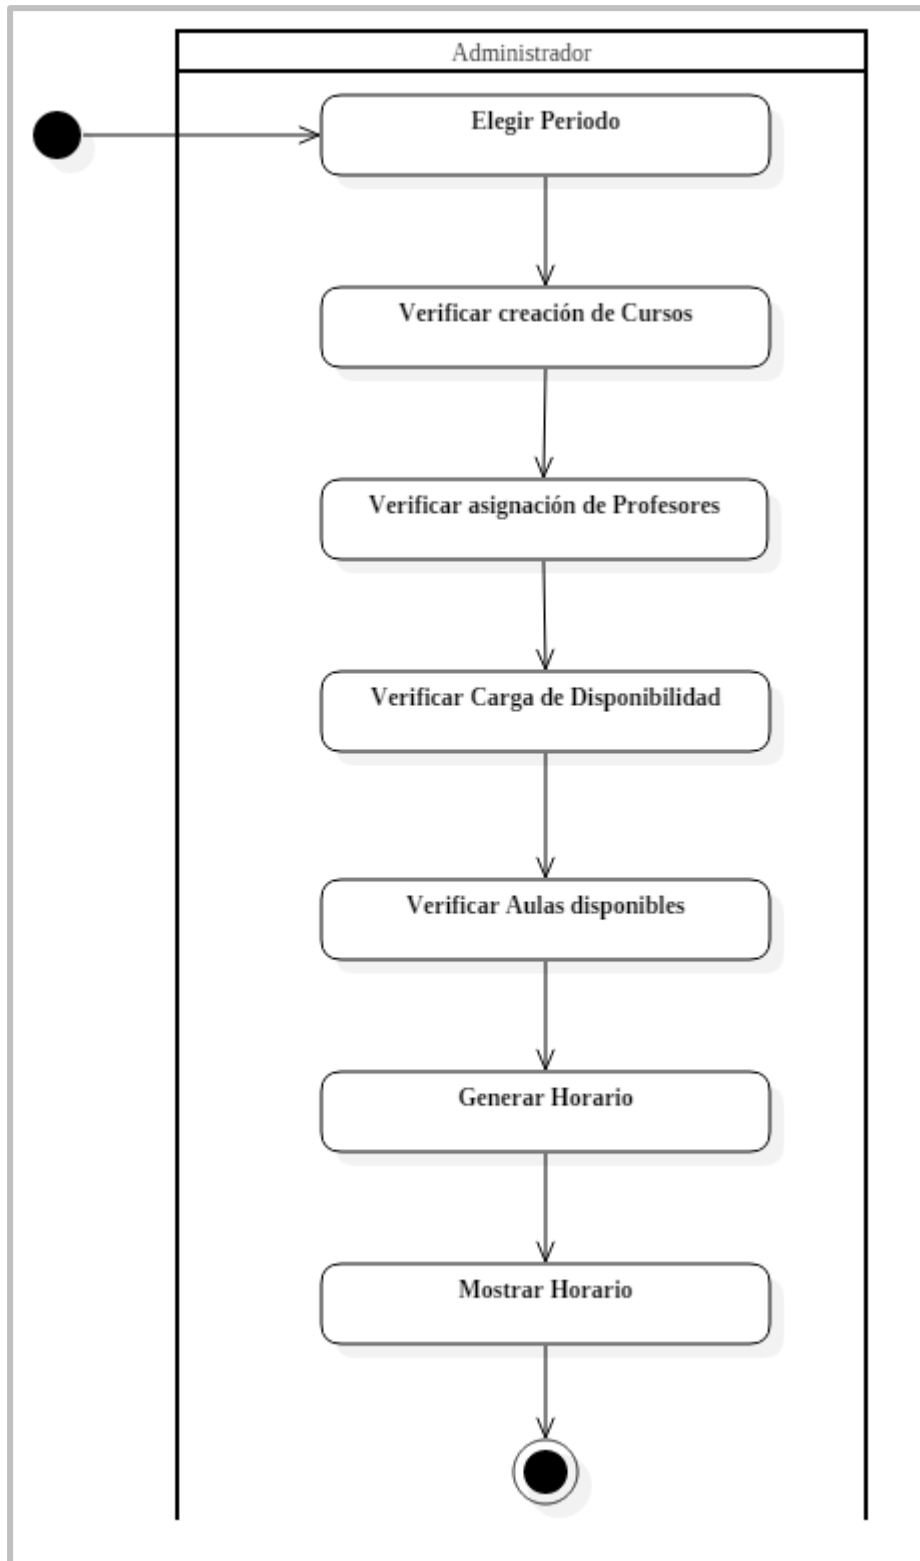 Administrador
Elegir Periodo
Verificar creación de Cursos
Verificar asignación de Profesores
Verificar Carga de Disponibilidad
Verificar Aulas disponibles
Generar Horario
Mostrar Horario